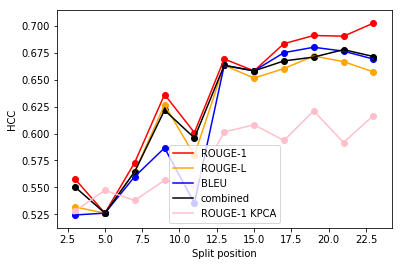 0.700
0.675
0.650
0.625
0.600
0.575
0.550
0.525
HCC
ROUGE-1
ROUGE-L
BLEU
combined
ROUGE-1 KPCA
2.5 5.0 7.5 10.0 12.5 15.0 17.5 20.0 22.5
Split position